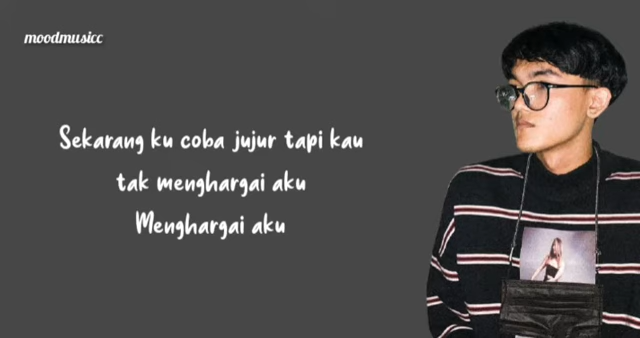 moodmusicc
Sekarang ku coba jujur tapi kau
tak menghargai aku
Menghargai aku